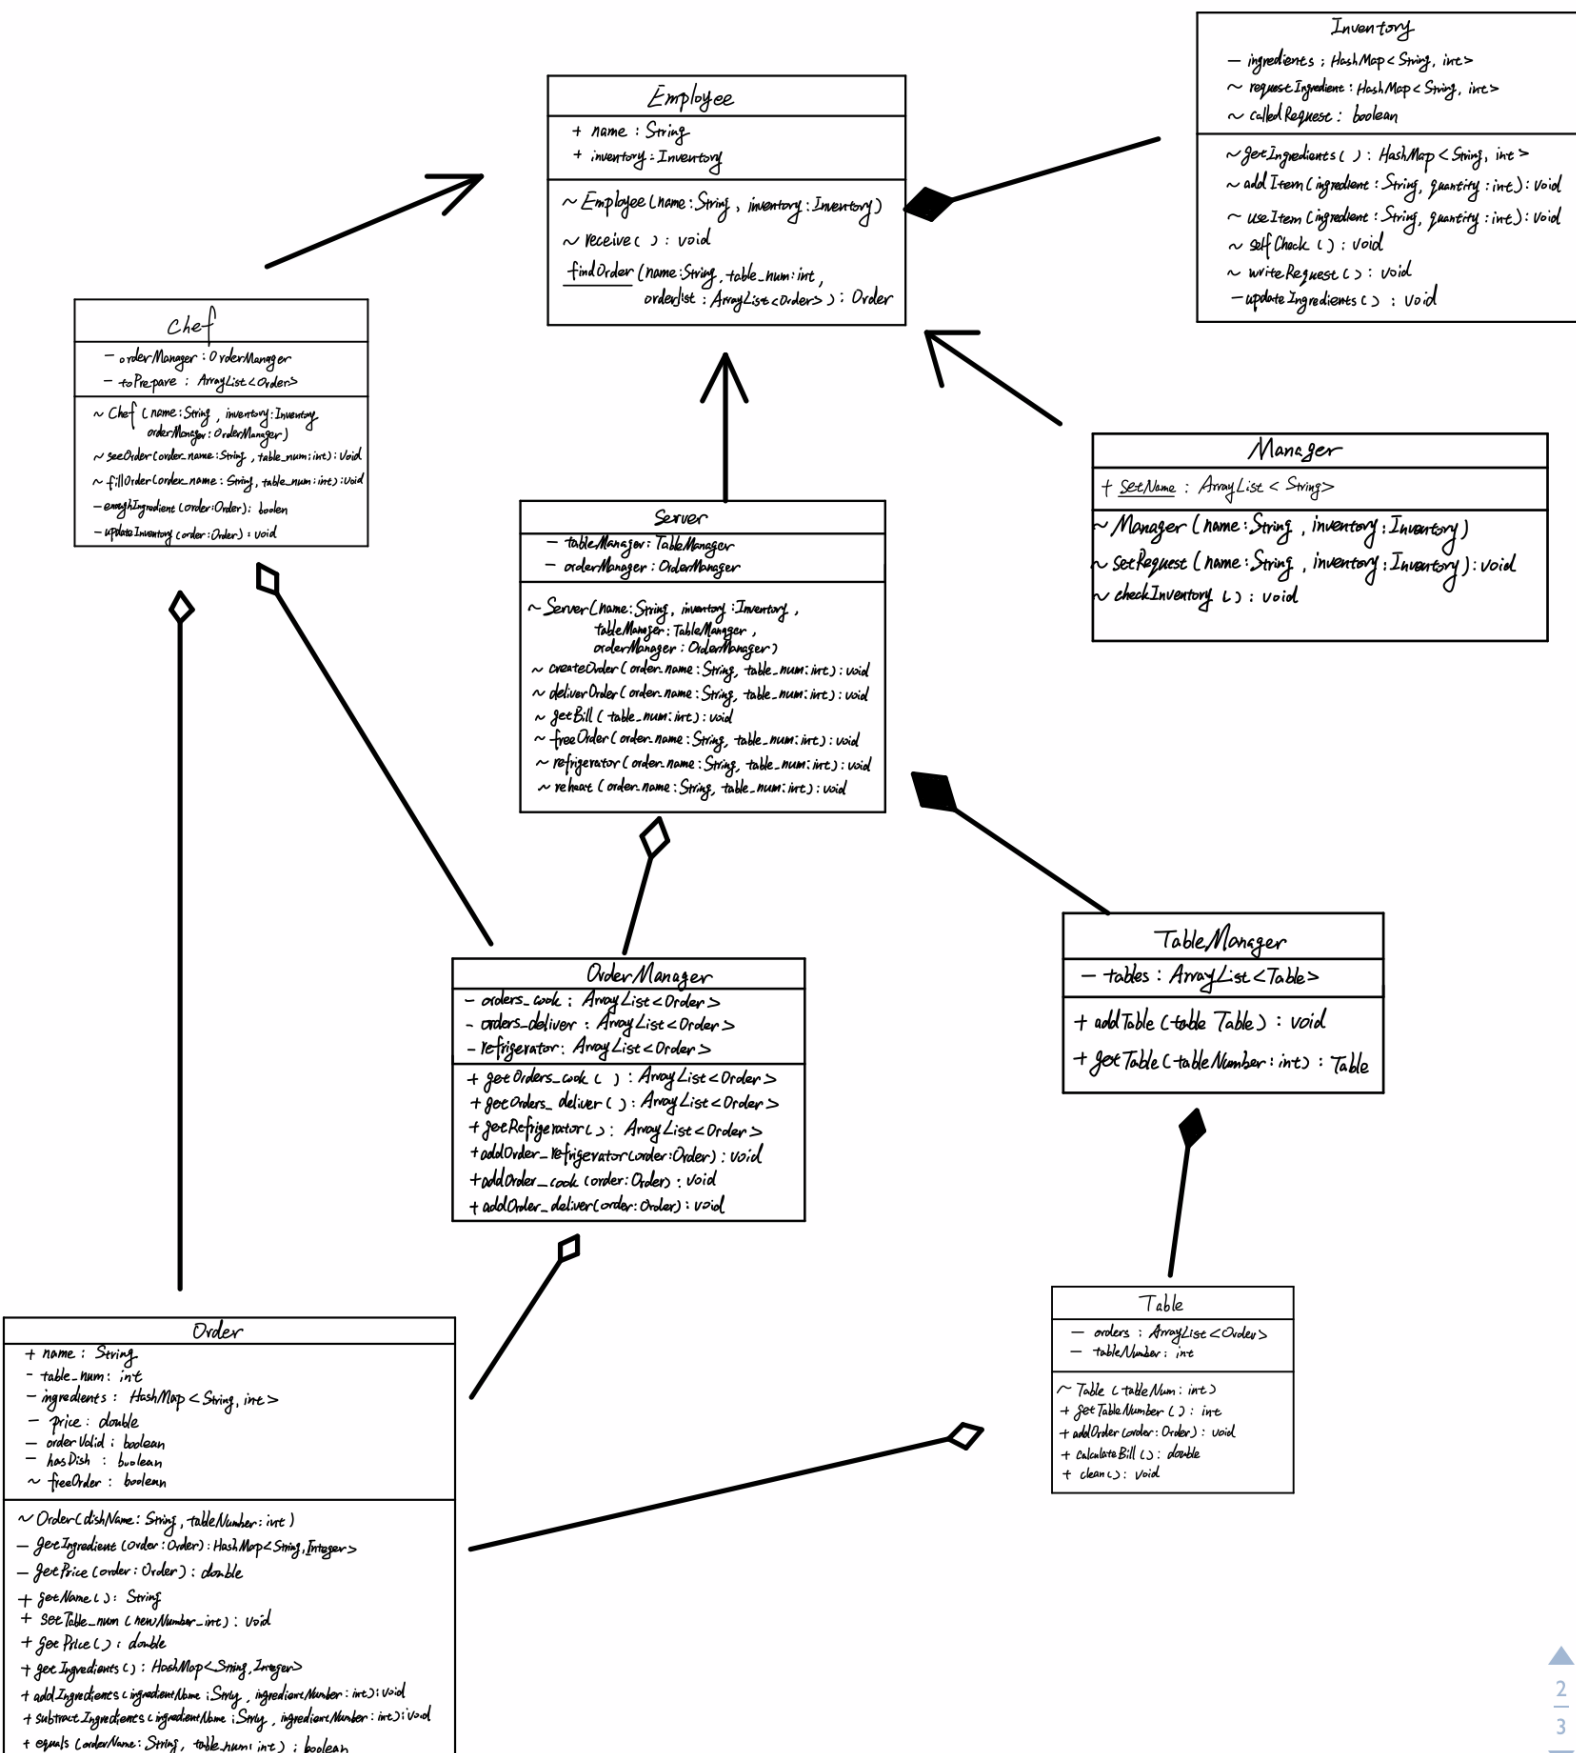 Inventory
- ingredients : HashMap<String, int>
~ requestIngredient : HashMap<String, int>
~ calledRequest : boolean
~ getIngredients( ) : HashMap<String, int>
~ addItem(ingredient : String, quantity : int) : void
~ useItem(ingredient : String, quantity : int) : void
~ selfCheck ( ) : void
~ writeRequest( ) : void
- updateIngredients( ) : void
Employee
+ name : String
+ inventory : Inventory
~ Employee(name:String, inventory:Inventory)
~ receive( ) : void
findOrder(name:String, table_num:int,
orderlist : ArrayList<Order>) : Order
Chef
- orderManager : OrderManager
- toPrepare : ArrayList<Order>
~ Chef (name:String, inventory:Inventory
orderManager:OrderManager)
~ seeOrder(order_name:String, table_num:int):void
~ fillOrder(order_name:String, table_num:int):void
- enoughIngredient(order:Order): boolen
- updateInventory(order:Order) : void
Manager
+ setName : ArrayList<String>
~ Manager (name:String, inventory:Inventory)
~ setRequest (name:String, inventory:Inventory) : void
~ checkInventory ( ) : void
Server
- tableManager: TableManager
- orderManager : OrderManager
~ Server(name:String, inventory:Inventory,
tableManager:TableManager,
orderManager:OrderManager)
~ createOrder(order_name:String, table_num:int):void
~ deliverOrder(order_name:String, table_num:int):void
~ getBill(table_num:int):void
~ freeOrder(order_name:String, table_num:int):void
~ refrigerator(order_name:String, table_num:int):void
~ reheat(order_name:String, table_num:int):void
OrderManager
- orders_cook : ArrayList<Order>
- orders_deliver : ArrayList<Order>
- refrigerator: ArrayList<Order>
+ getOrders_cook ( ) : ArrayList<Order>
+ getOrders_deliver( ) : ArrayList<Order>
+ getRefrigerator( ) : ArrayList<Order>
+ addOrder_refrigerator(order:Order) : void
+ addOrder_cook (order:Order) : void
+ addOrder_deliver(order:Order) : void
TableManager
- tables : ArrayList<Table>
+ addTable (table Table) : void
+ getTable(tableNumber:int) : Table
Table
- orders : ArrayList<Order>
- tableNumber : int
~ Table (tableNum : int)
+ getTableNumber ( ) : int
+ addOrder(order:Order) : void
+ calculateBill ( ) : double
+ clean( ) : void
Order
+ name : String
- table_num: int
- ingredients : HashMap<String, int>
- price : double
- orderValid : boolean
- hasDish : boolean
~ freeOrder : boolean
~ Order(dishName: String, tableNumber: int)
- getIngredient(order:Order): HashMap<String, Integer>
- getPrice(order: Order) : double
+ getName( ) : String
+ setTable_num (newNumber_int) : void
+ getPrice( ) : double
+ getIngredients( ) : HashMap<String, Integer>
+ addIngredients(ingredientName:String, ingredientNumber : int):void
+ subtractIngredients(ingredientName:String, ingredientNumber : int):void
+ equals (orderName: String, table_num: int) : boolean
2
3